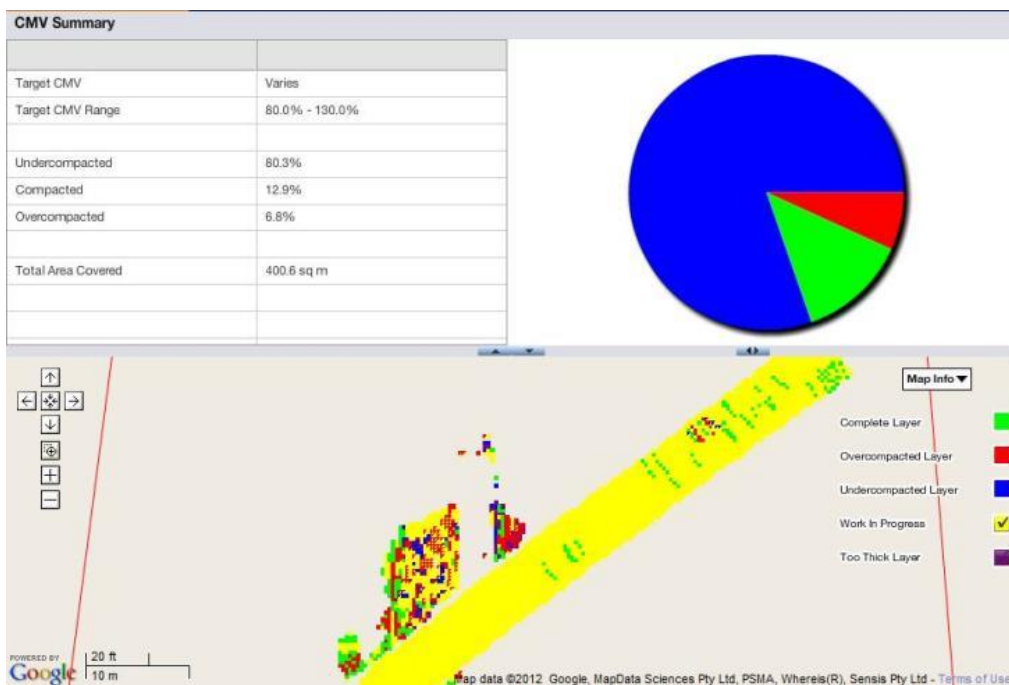 CMV Summary
Target CMV Varies
Target CMV Range 80.0% - 130.0%
Undercompacted 80.3%
Compacted 12.9%
Overcompacted 6.8%
Total Area Covered 400.6 sq m
Map Info
Complete Layer
Overcompacted Layer
Undercompacted Layer
Work In Progress
Too Thick Layer
POWERED BY
Google
20 ft
10 m
ap data ©2012 Google, MapData Sciences Pty Ltd, PSMA, Whereis(R), Sensis Pty Ltd - Terms of Use